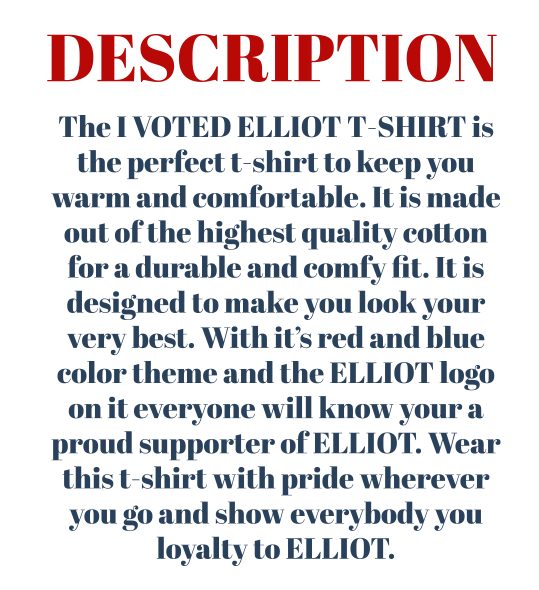 DESCRIPTION
The I VOTED ELLIOT T-SHIRT is
the perfect t-shirt to keep you
warm and comfortable. It is made
out of the highest quality cotton
for a durable and comfy fit. It is
designed to make you look your
very best. With it’s red and blue
color theme and the ELLIOT logo
on it everyone will know your a
proud supporter of ELLIOT. Wear
this t-shirt with pride wherever
you go and show everybody you
loyalty to ELLIOT.